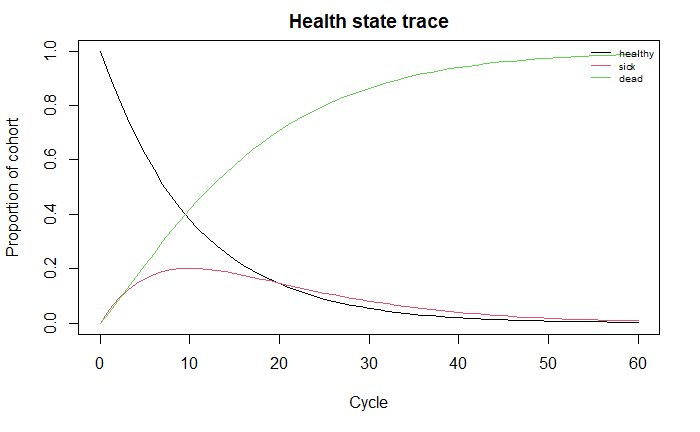 Health state trace
healthy
sick
dead
Proportion of cohort
1.0
0.8
0.6
0.4
0.2
0.0
0 10 20 30 40 50 60
Cycle